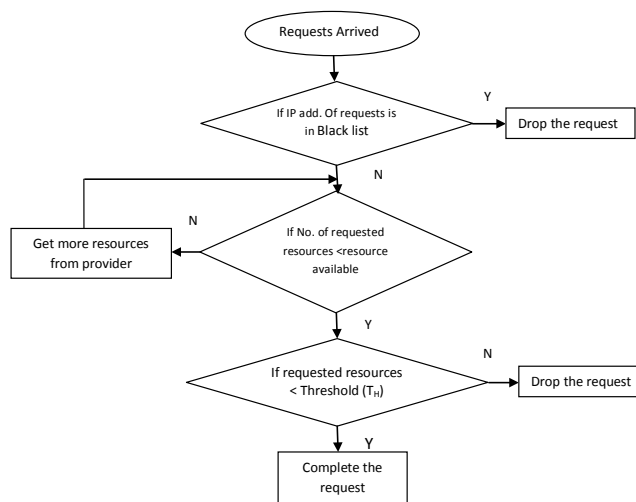 Requests Arrived
If IP add. Of requests is
in Black list
Y
Drop the request
N
If No. of requested
resources <resource
available
N
Get more resources
from provider
Y
If requested resources
< Threshold (TH)
N
Drop the request
Y
Complete the
request